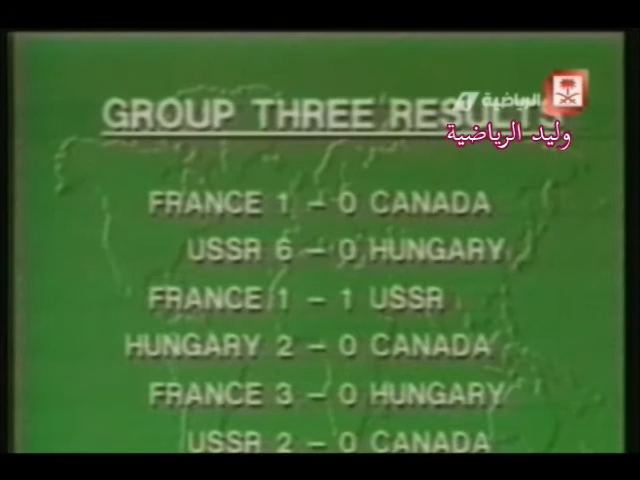 الرياضية
GROUP THREE RESULTS
وليد الرياضية
FRANCE 1 – 0 CANADA
USSR 6 – 0 HUNGARY
FRANCE 1 – 1 USSR
HUNGARY 2 – 0 CANADA
FRANCE 3 – 0 HUNGARY
USSR 2 – 0 CANADA